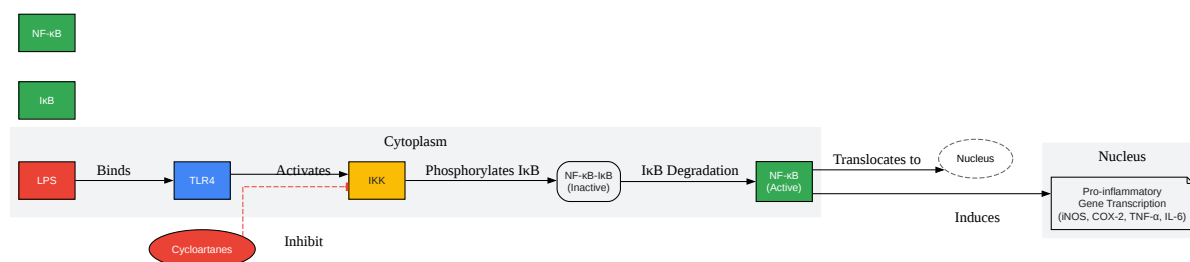 NF-κB
IκB
Cytoplasm
LPS
Binds
TLR4
Activates
IKK
Phosphorylates IκB
NF-κB-IκB
(Inactive)
IκB Degradation
NF-κB
(Active)
Translocates to
Nucleus
Nucleus
Pro-inflammatory
Gene Transcription
(iNOS, COX-2, TNF-α, IL-6)
Induces
Cycloartanes
Inhibit